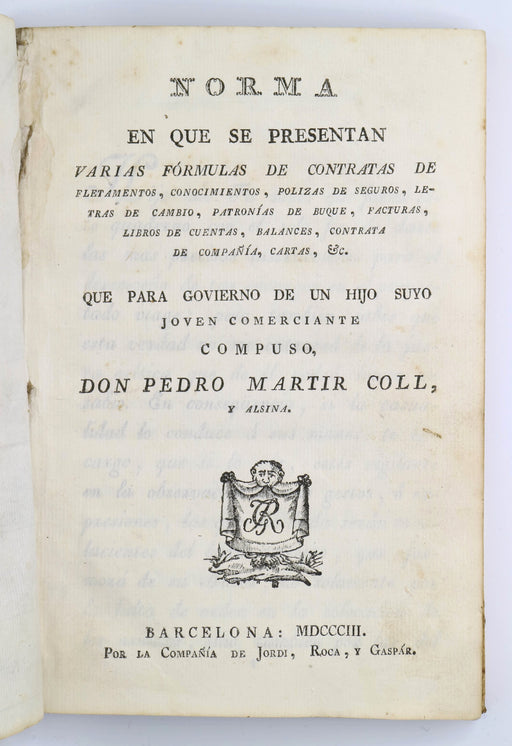 NORMA
EN QUE SE PRESENTAN
VARIAS FÓRMULAS DE CONTRATAS DE
FLETAMENTOS, CONOCIMIENTOS, POLIZAS DE SEGUROS, LE-
TRAS DE CAMBIO, PATRONÍAS DE BUQUE, FACTURAS,
LIBROS DE CUENTAS, BALANCES, CONTRATA
DE COMPAÑÍA, CARTAS, &c.
QUE PARA GOVIERNO DE UN HIJO SUYO
JOVEN COMERCIANTE
COMPUSO,
DON PEDRO MARTIR COLL,
Y ALSINA.
BARCELONA: MDCCCIII.
POR LA COMPAÑÍA DE JORDI, ROCA, Y GASPÁR.